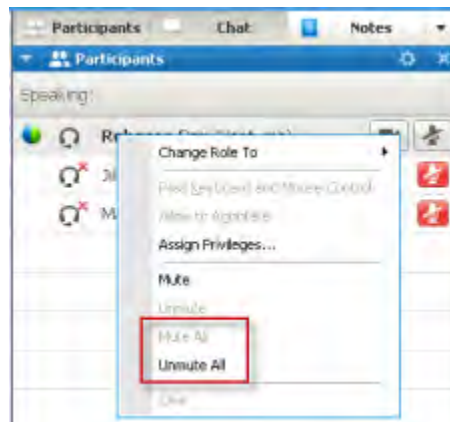 Participants
Chat
Notes
Participants
Speaking:
Change Role To
Pass Keyboard and Mouse Control
Allow to Annotate
Assign Privileges...
M
Mute
Unmute
Mute All
Unmute All